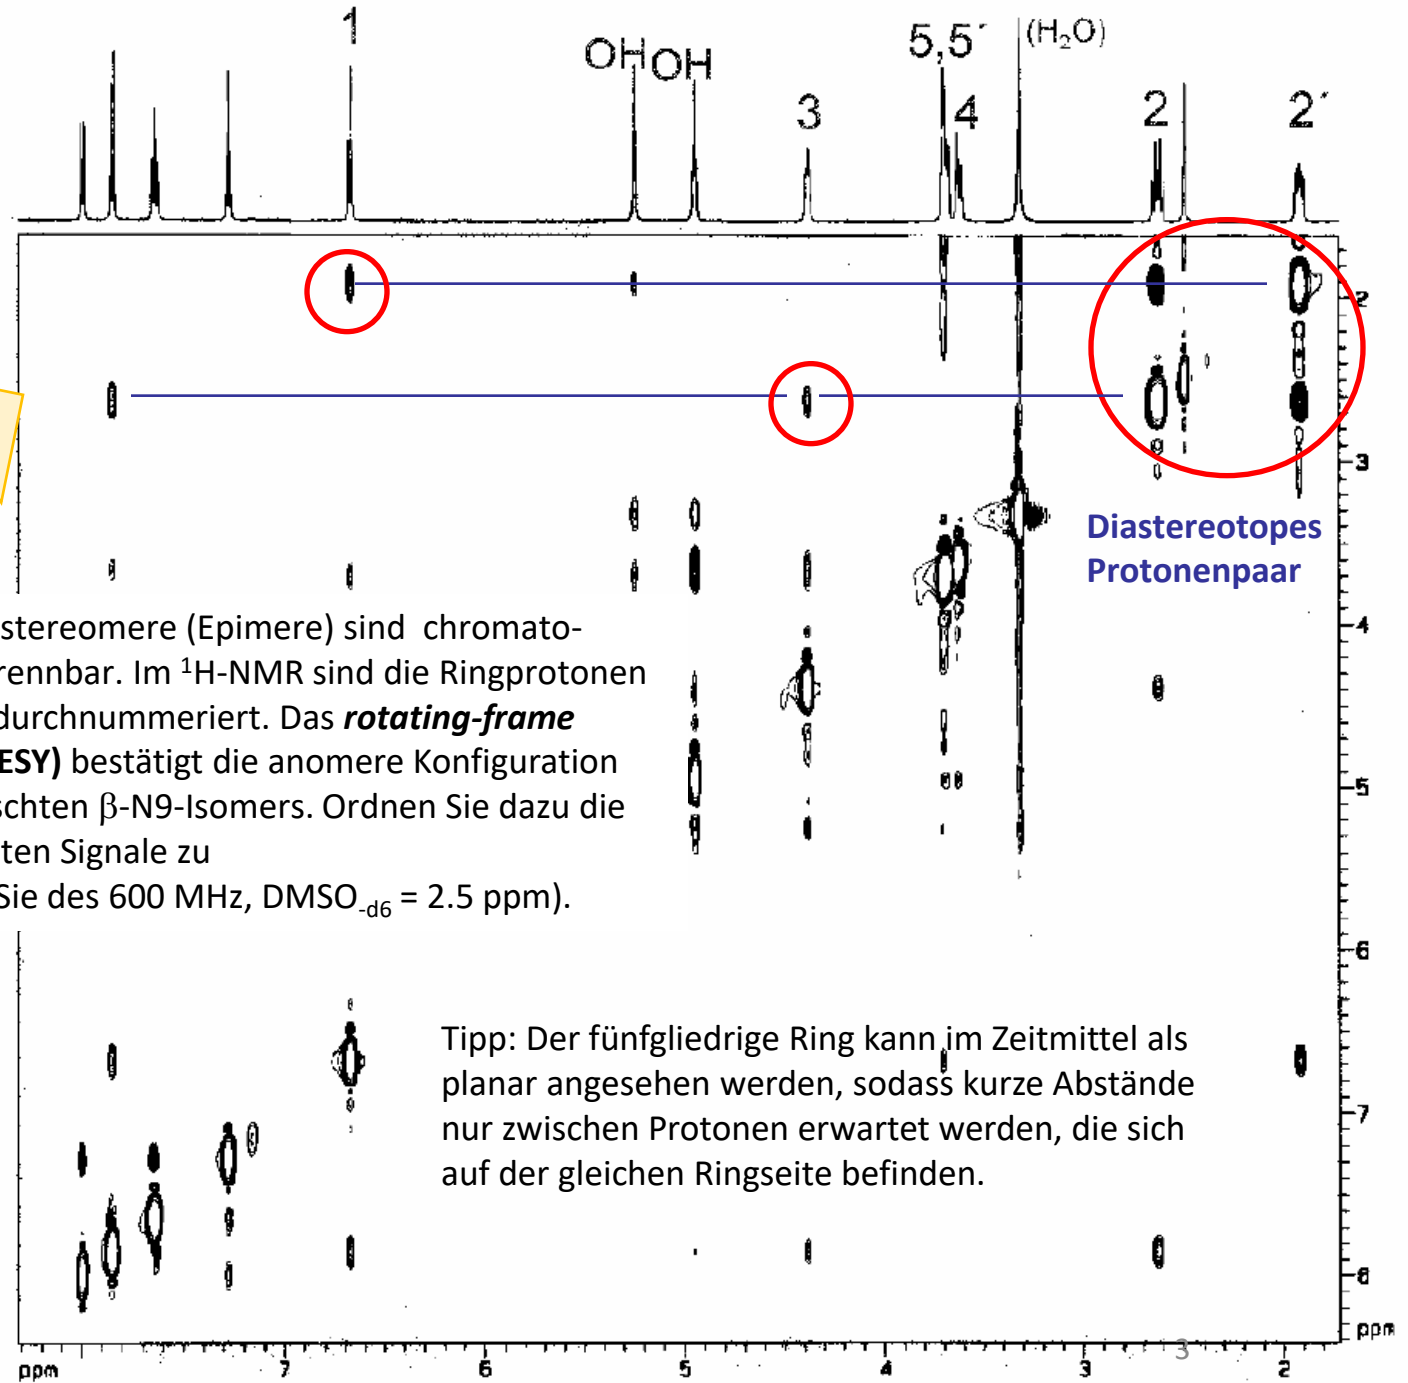 1
OH OH
3
5,5´
4
(H₂O)
2
2´
2
3
4
5
6
7
8
ppm
Diastereotopes
Protonenpaar
stereomere (Epimere) sind chromato-
rennbar. Im ¹H-NMR sind die Ringprotonen
durchnummeriert. Das rotating-frame
ESY) bestätigt die anomere Konfiguration
schten β-N9-Isomers. Ordnen Sie dazu die
ten Signale zu
Sie des 600 MHz, DMSO-d6 = 2.5 ppm).
Tipp: Der fünfgliedrige Ring kann im Zeitmittel als
planar angesehen werden, sodass kurze Abstände
nur zwischen Protonen erwartet werden, die sich
auf der gleichen Ringseite befinden.
3
ppm 7 6 5 4 3 2